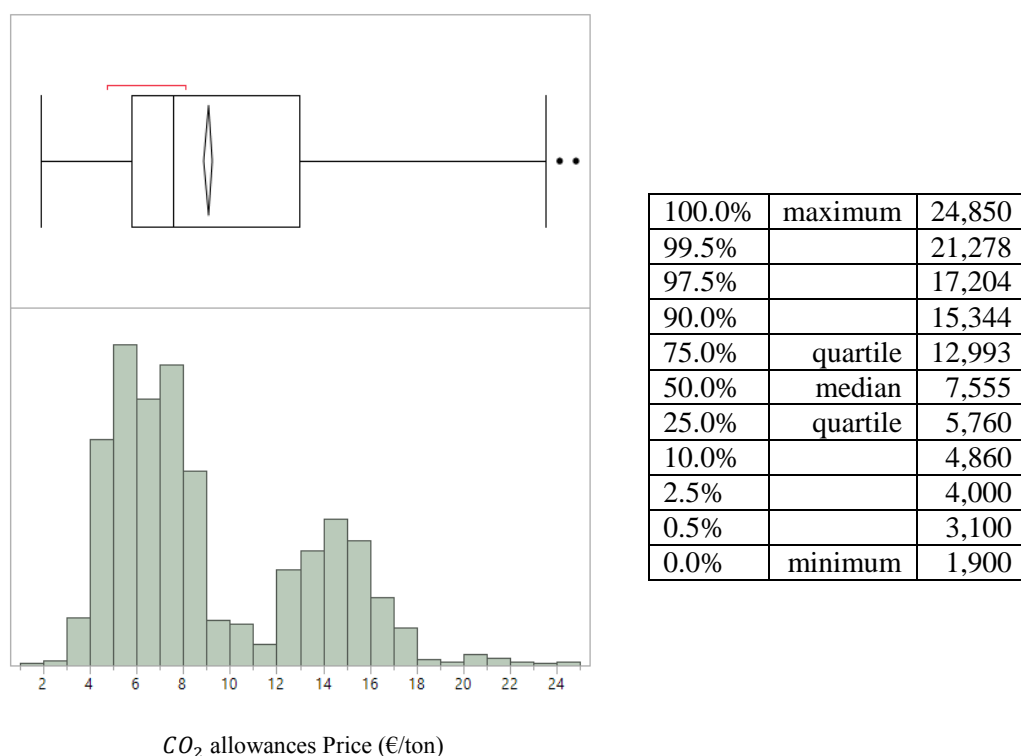 100.0% maximum 24,850
99.5% 21,278
97.5% 17,204
90.0% 15,344
75.0% quartile 12,993
50.0% median 7,555
25.0% quartile 5,760
10.0% 4,860
2.5% 4,000
0.5% 3,100
0.0% minimum 1,900
2 4 6 8 10 12 14 16 18 20 22 24
CO₂ allowances Price (€/ton)